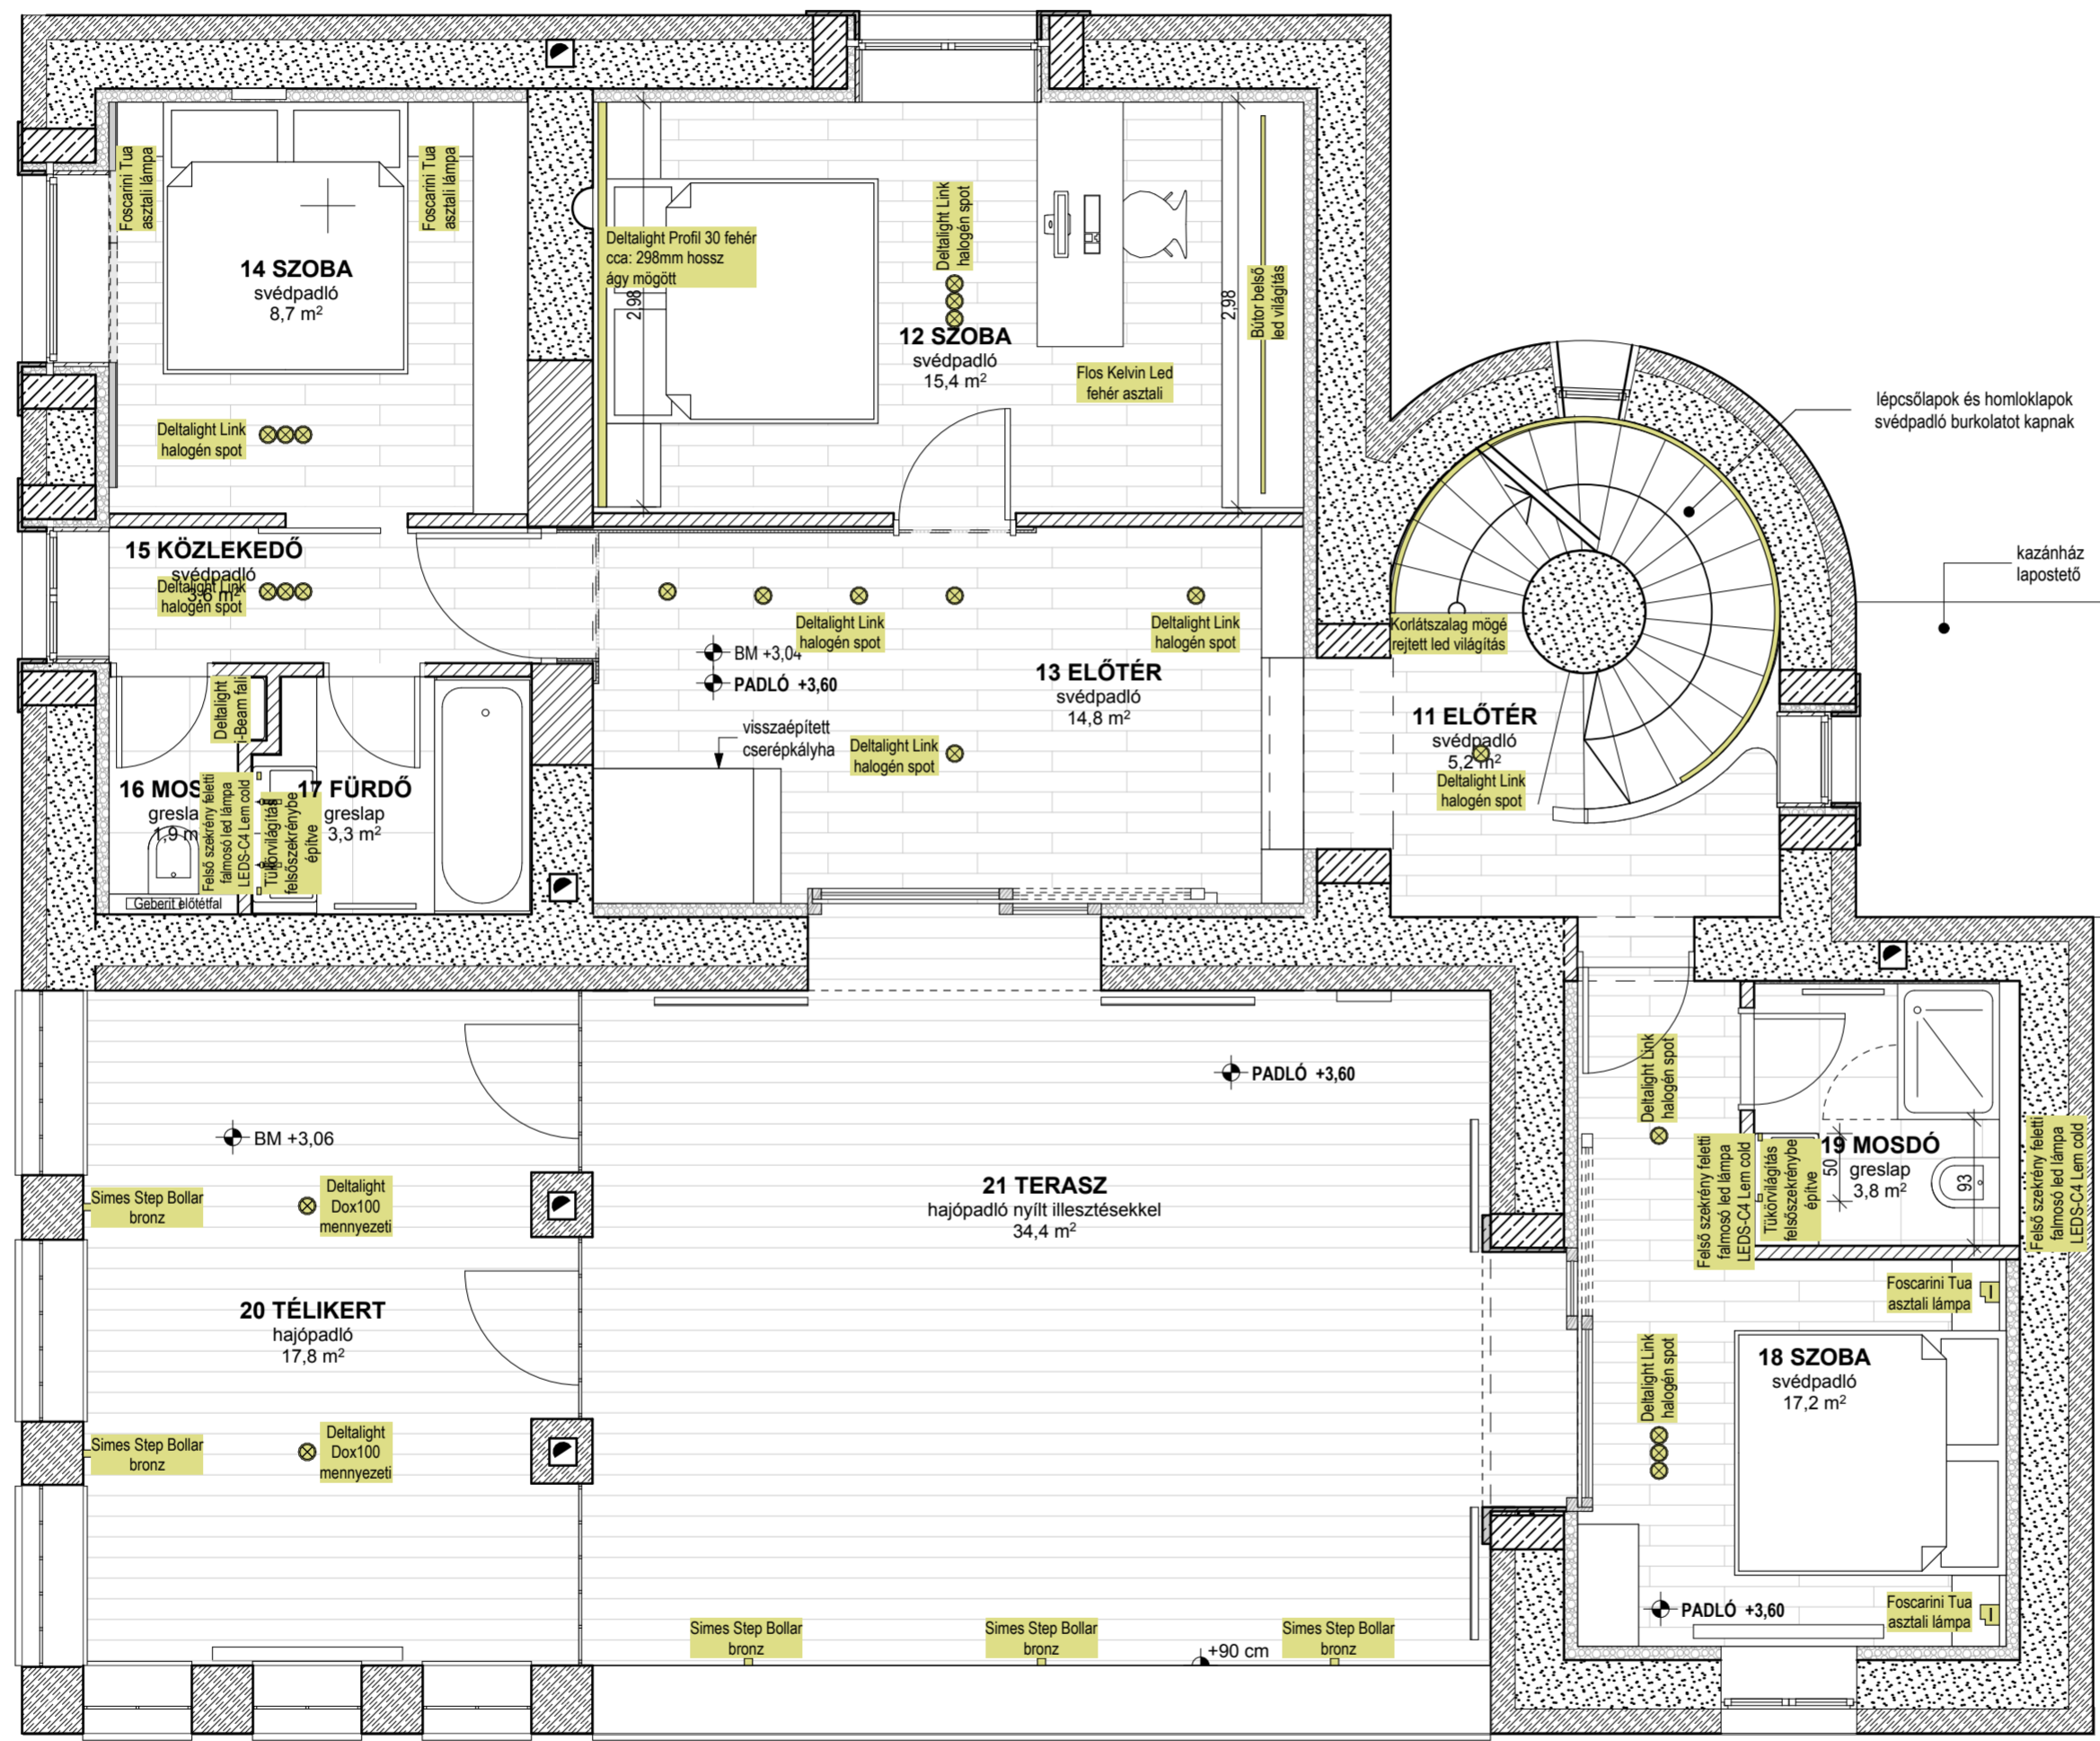 Foscarini Tua
asztali lámpa
Foscarini Tua
asztali lámpa
14 SZOBA
svédpadló
8,7 m²
Deltalight Link
halogén spot
Deltalight Profil 30 fehér
cca: 298mm hossz
ágy mögött
2,98
Deltalight Link
halogén spot
12 SZOBA
svédpadló
15,4 m²
Flos Kelvin Led
fehér asztali
2,98
Bútor belső
led világítás
lépcsőlapok és homloklapok
svédpadló burkolatot kapnak
kazánház
lapostető
15 KÖZLEKEDŐ
svédpadló
3,6 m²
Deltalight Link
halogén spot
Deltalight Link
halogén spot
Deltalight Link
halogén spot
Korlátszalag mögé
rejtett led világítás
BM +3,04
PADLÓ +3,60
13 ELŐTÉR
svédpadló
14,8 m²
visszaépített
cserépkályha
Deltalight Link
halogén spot
11 ELŐTÉR
svédpadló
5,2 m²
Deltalight Link
halogén spot
Deltalight
i-Beam fali
16 MOS
gresla
1,9 m
Felső szekrény feletti
falmosó led lámpa
LEDS-C4 Lem cold
Tükörvilágítás
felsőszekrénybe
építve
17 FÜRDŐ
greslap
3,3 m²
Geberit előtétfal
BM +3,06
Simes Step Bollar
bronz
Deltalight
Dox100
mennyezeti
20 TÉLIKERT
hajópadló
17,8 m²
Simes Step Bollar
bronz
Deltalight
Dox100
mennyezeti
PADLÓ +3,60
21 TERASZ
hajópadló nyílt illesztésekkel
34,4 m²
Simes Step Bollar
bronz
Simes Step Bollar
bronz
+90 cm
Simes Step Bollar
bronz
Deltalight Link
halogén spot
Felső szekrény feletti
falmosó led lámpa
LEDS-C4 Lem cold
Tükörvilágítás
felsőszekrénybe
építve
50
19 MOSDÓ
greslap
3,8 m²
93
Felső szekrény feletti
falmosó led lámpa
LEDS-C4 Lem cold
Foscarini Tua
asztali lámpa
Deltalight Link
halogén spot
18 SZOBA
svédpadló
17,2 m²
PADLÓ +3,60
Foscarini Tua
asztali lámpa